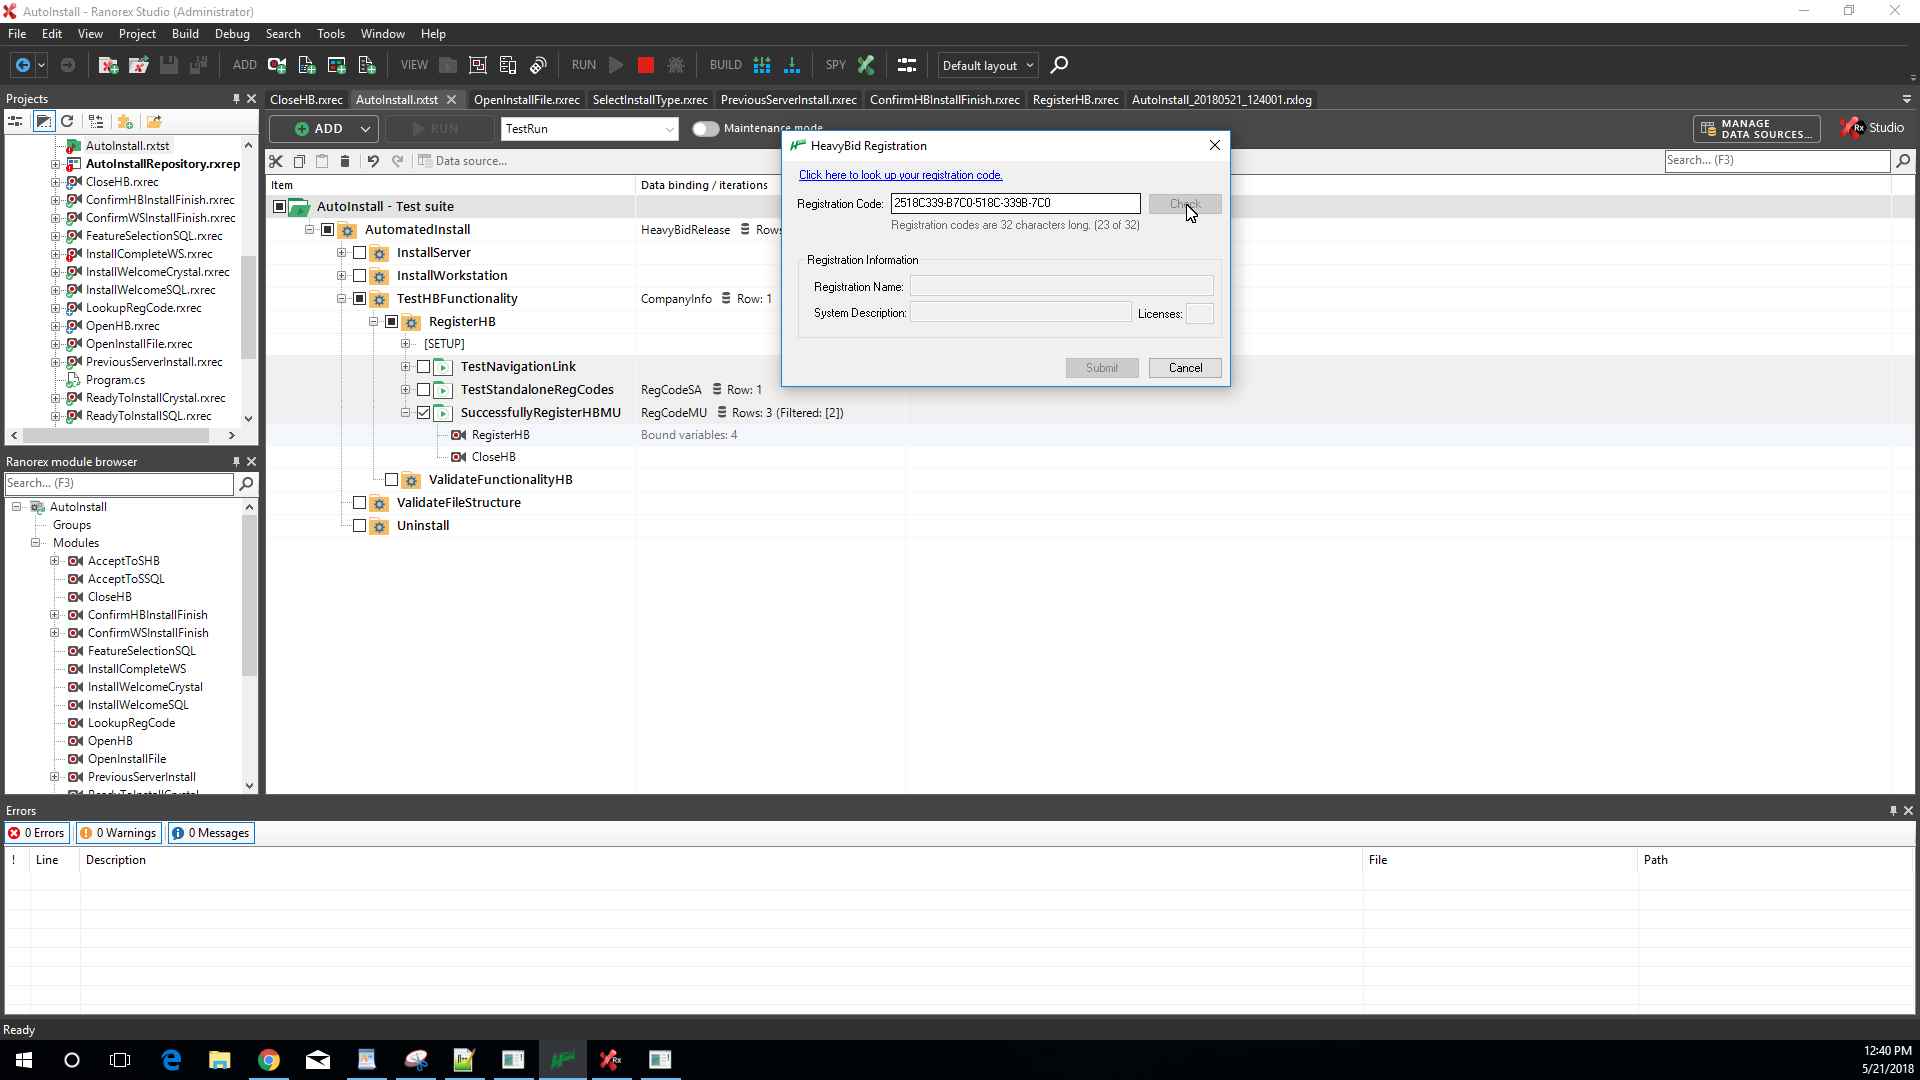 AutoInstall - Ranorex Studio (Administrator)
File Edit View Project Build Debug Search Tools Window Help
ADD VIEW RUN BUILD SPY Default layout
Projects
CloseHB.rxrec AutoInstall.rxtst OpenInstallFile.rxrec SelectInstallType.rxrec PreviousServerInstall.rxrec ConfirmHBInstallFinish.rxrec RegisterHB.rxrec AutoInstall_20180521_124001.rxlog
ADD RUN TestRun Maintenance mode MANAGE DATA SOURCES... Rx Studio
Data source... Search... (F3)
Item Data binding / iterations
AutoInstall.rxtst
AutoInstallRepository.rxrep
CloseHB.rxrec
ConfirmHBInstallFinish.rxrec
ConfirmWSInstallFinish.rxrec
FeatureSelectionSQL.rxrec
InstallCompleteWS.rxrec
InstallWelcomeCrystal.rxrec
InstallWelcomeSQL.rxrec
LookupRegCode.rxrec
OpenHB.rxrec
OpenInstallFile.rxrec
PreviousServerInstall.rxrec
Program.cs
ReadyToInstallCrystal.rxrec
ReadyToInstallSQL.rxrec
AutoInstall - Test suite
AutomatedInstall HeavyBidRelease Rows
InstallServer
InstallWorkstation
TestHBFunctionality CompanyInfo Row: 1
RegisterHB
[SETUP]
TestNavigationLink
TestStandaloneRegCodes RegCodeSA Row: 1
SuccessfullyRegisterHBMU RegCodeMU Rows: 3 (Filtered: [2])
RegisterHB Bound variables: 4
CloseHB
ValidateFunctionalityHB
ValidateFileStructure
Uninstall
HeavyBid Registration
Click here to look up your registration code.
Registration Code: 2518C339-B7C0-518C-339B-7C0 Check
Registration codes are 32 characters long. (23 of 32)
Registration Information
Registration Name:
System Description: Licenses:
Submit Cancel
Ranorex module browser
Search... (F3)
AutoInstall
Groups
Modules
AcceptToSHB
AcceptToSSQL
CloseHB
ConfirmHBInstallFinish
ConfirmWSInstallFinish
FeatureSelectionSQL
InstallCompleteWS
InstallWelcomeCrystal
InstallWelcomeSQL
LookupRegCode
OpenHB
OpenInstallFile
PreviousServerInstall
ReadyToInstallCrystal
Errors
0 Errors 0 Warnings 0 Messages
! Line Description File Path
Ready
12:40 PM
5/21/2018